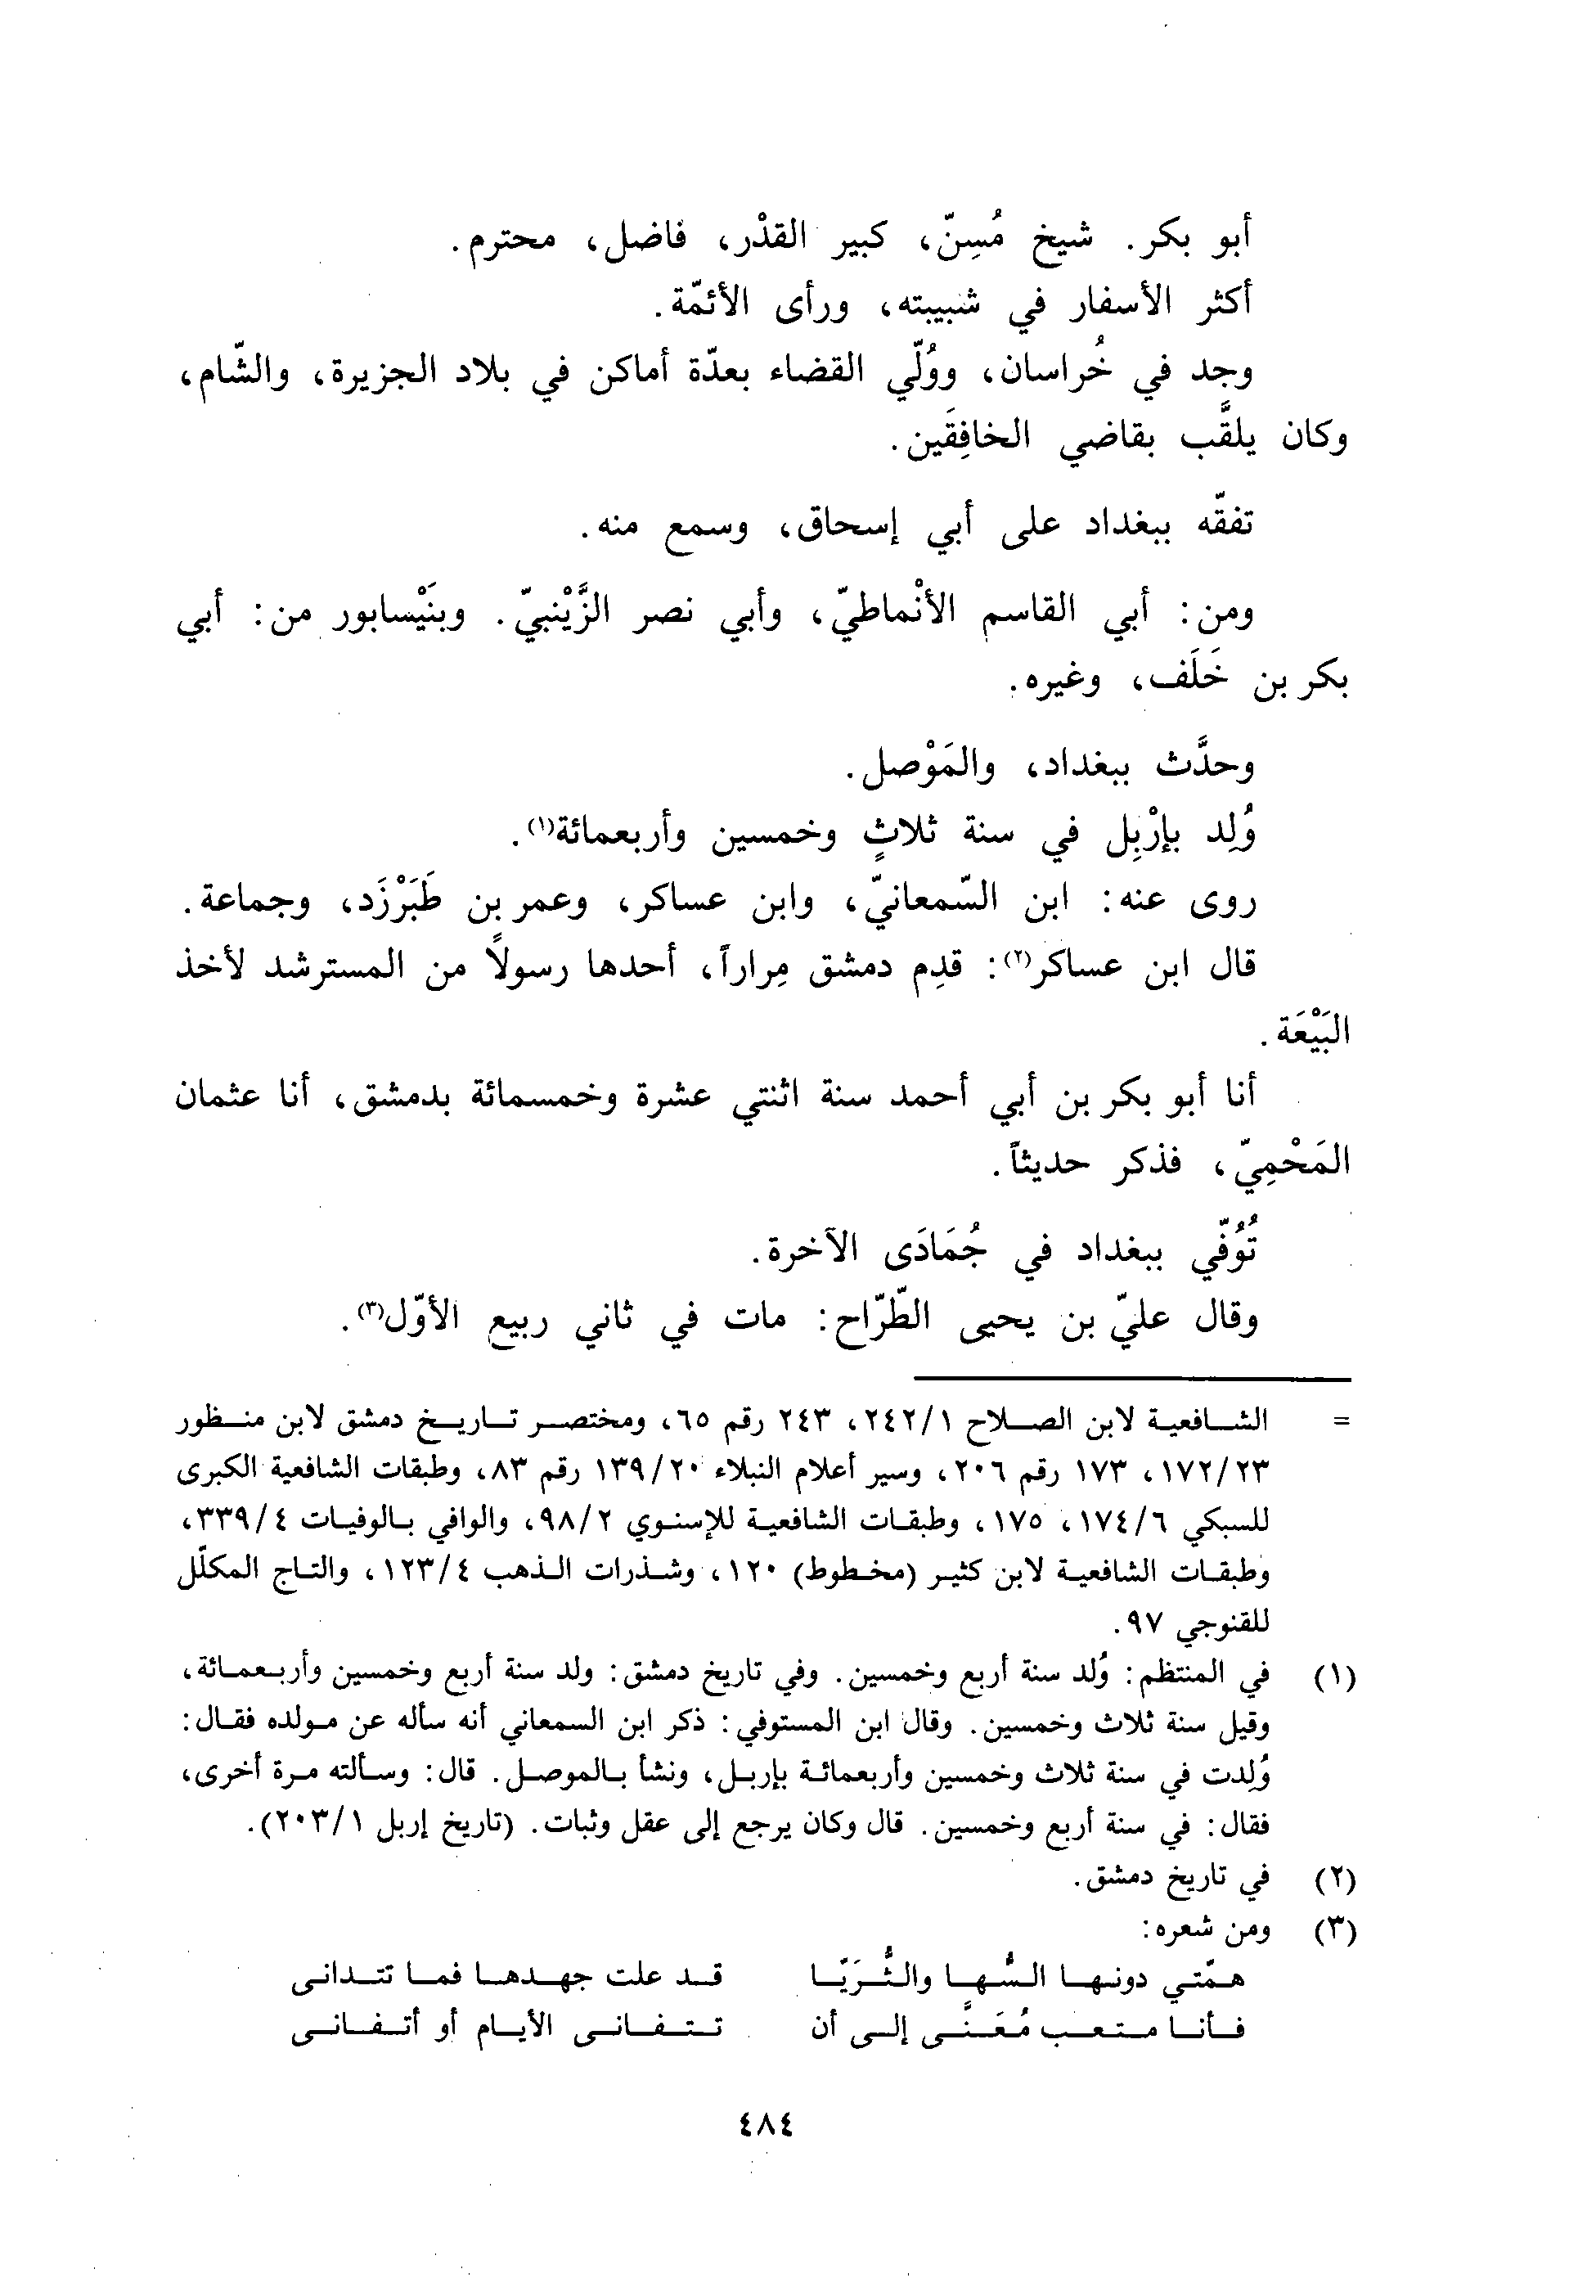 أبو بكر. شيخ مُسِنّ، كبير القدْر، فاضل، محترم.
أكثر الأسفار في شبيبته، ورأى الأئمّة.
وجد في خُراسان، ووُلّي القضاء بعدّة أماكن في بلاد الجزيرة، والشّام،
وكان يلقَّب بقاضي الخافِقَين.
تفقّه ببغداد على أبي إسحاق، وسمع منه.
ومن: أبي القاسم الأنْماطيّ، وأبي نصر الزَّيْنبيّ. وبنَيْسابور من: أبي
بكر بن خَلَف، وغيره.
وحدَّث ببغداد، والمَوْصل.
وُلِد بإرْبِل في سنة ثلاثٍ وخمسين وأربعمائة(١).
روى عنه: ابن السّمعانيّ، وابن عساكر، وعمر بن طَبَرْزَد، وجماعة.
قال ابن عساكر(٢): قدِم دمشق مِراراً، أحدها رسولاً من المسترشد لأخذ
البَيْعَة.
أنا أبو بكر بن أبي أحمد سنة اثنتي عشرة وخمسمائة بدمشق، أنا عثمان
المَحْمِيّ، فذكر حديثاً.
تُوُفّي ببغداد في جُمَادَى الآخرة.
وقال عليّ بن يحيى الطّرّاح: مات في ثاني ربيع الأوّل(٣).
= الشافعية لابن الصلاح ٢٤٢/١، ٢٤٣ رقم ٦٥، ومختصر تاريخ دمشق لابن منظور
١٧٢/٢٣، ١٧٣ رقم ٢٠٦، وسير أعلام النبلاء ١٣٩/٢٠ رقم ٨٣، وطبقات الشافعية الكبرى
للسبكي ١٧٤/٦، ١٧٥، وطبقات الشافعية للإسنوي ٩٨/٢، والوافي بالوفيات ٣٣٩/٤،
وطبقات الشافعية لابن كثير (مخطوط) ١٢٠، وشذرات الذهب ١٢٣/٤، والتاج المكلّل
للقنوجي ٩٧.
(١) في المنتظم: وُلد سنة أربع وخمسين. وفي تاريخ دمشق: ولد سنة أربع وخمسين وأربعمائة،
وقيل سنة ثلاث وخمسين. وقال ابن المستوفي: ذكر ابن السمعاني أنه سأله عن مولده فقال:
وُلِدت في سنة ثلاث وخمسين وأربعمائة بإربل، ونشأ بالموصل. قال: وسألته مرة أخرى،
فقال: في سنة أربع وخمسين. قال وكان يرجع إلى عقل وثبات. (تاريخ إربل ٢٠٣/١).
(٢) في تاريخ دمشق.
(٣) ومن شعره:
همّتي دونها السُّها والثُّرَيّا قد علت جهدها فما تتدانى
فأنا متعب مُعَنَّى إلى أن تتفانى الأيام أو أتفانى
٤٨٤